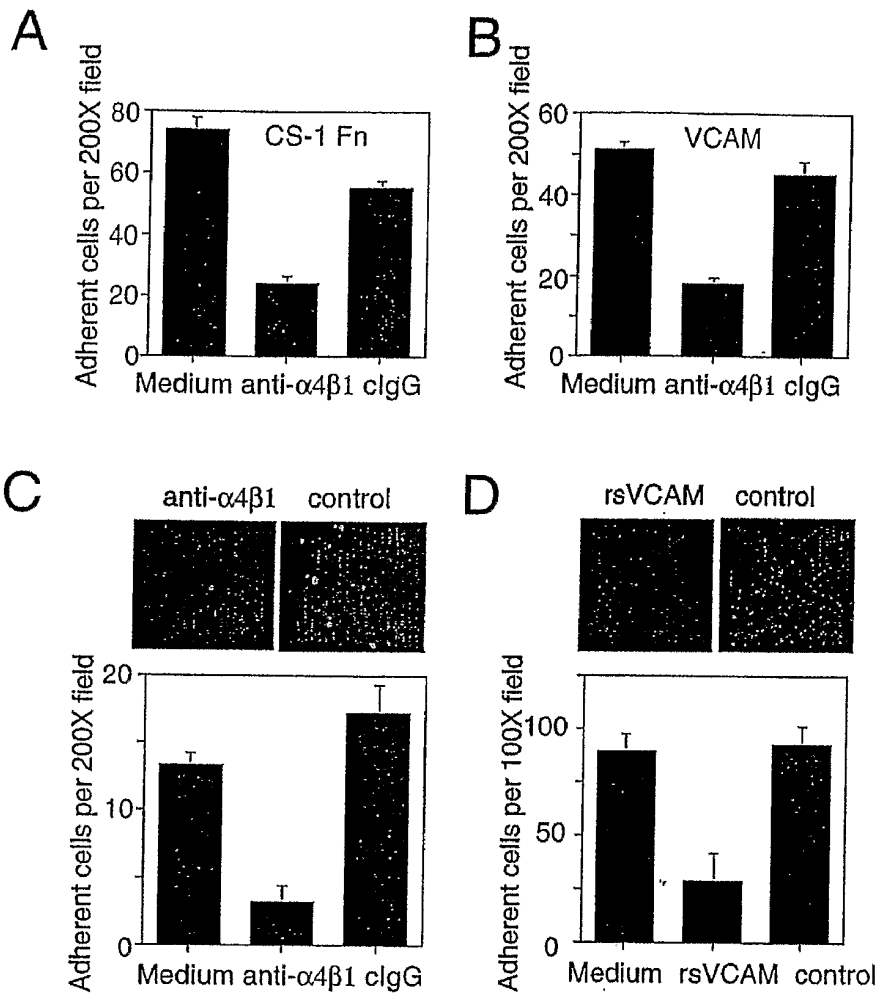 A
Adherent cells per 200X field
80
60
40
20
0
CS-1 Fn
Medium anti-α4β1 cIgG
B
Adherent cells per 200X field
60
40
20
0
VCAM
Medium anti-α4β1 cIgG
C
anti-α4β1 control
Adherent cells per 200X field
20
10
0
Medium anti-α4β1 cIgG
D
rsVCAM control
Adherent cells per 100X field
100
50
0
Medium rsVCAM control